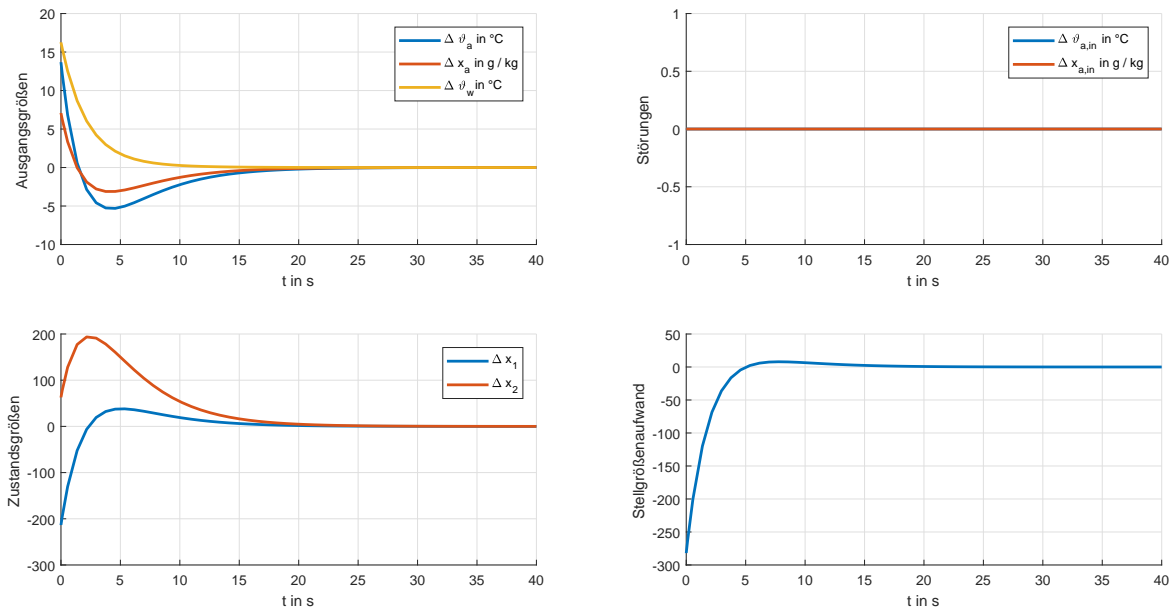 Ausgangsgrößen
20
15
10
5
0
-5
-10
Δ ϑa in °C
Δ xa in g / kg
Δ ϑw in °C
0 5 10 15 20 25 30 35 40
t in s
Störungen
1
0.5
0
-0.5
-1
Δ ϑa,in in °C
Δ xa,in in g / kg
0 5 10 15 20 25 30 35 40
t in s
Zustandsgrößen
200
100
0
-100
-200
-300
Δ x1
Δ x2
0 5 10 15 20 25 30 35 40
t in s
Stellgrößenaufwand
50
0
-50
-100
-150
-200
-250
-300
0 5 10 15 20 25 30 35 40
t in s